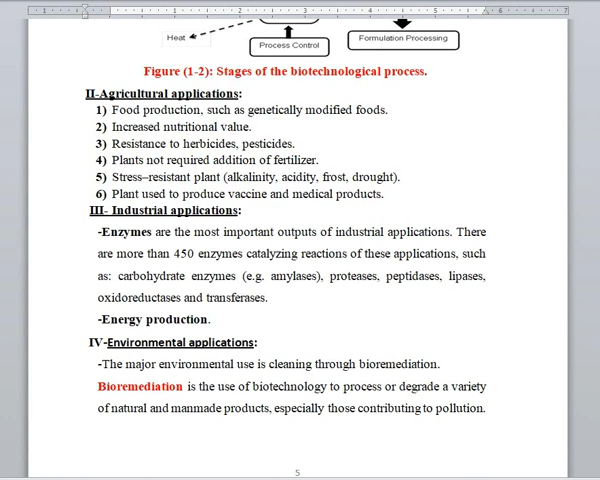 Heat
Process Control
Formulation Processing
Figure (1-2): Stages of the biotechnological process.
II-Agricultural applications:
1) Food production, such as genetically modified foods.
2) Increased nutritional value.
3) Resistance to herbicides, pesticides.
4) Plants not required addition of fertilizer.
5) Stress–resistant plant (alkalinity, acidity, frost, drought).
6) Plant used to produce vaccine and medical products.
III- Industrial applications:
-Enzymes are the most important outputs of industrial applications. There
are more than 450 enzymes catalyzing reactions of these applications, such
as: carbohydrate enzymes (e.g. amylases), proteases, peptidases, lipases,
oxidoreductases and transferases.
-Energy production.
IV-Environmental applications:
-The major environmental use is cleaning through bioremediation.
Bioremediation is the use of biotechnology to process or degrade a variety
of natural and manmade products, especially those contributing to pollution.
5